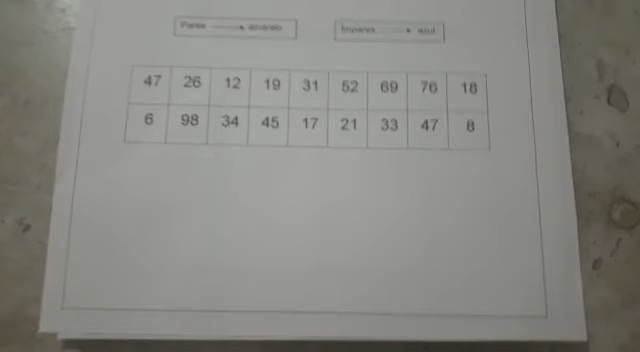 Pares → amarelo
Ímpares → azul
47 26 12 19 31 52 69 76 18
6 98 34 45 17 21 33 47 8